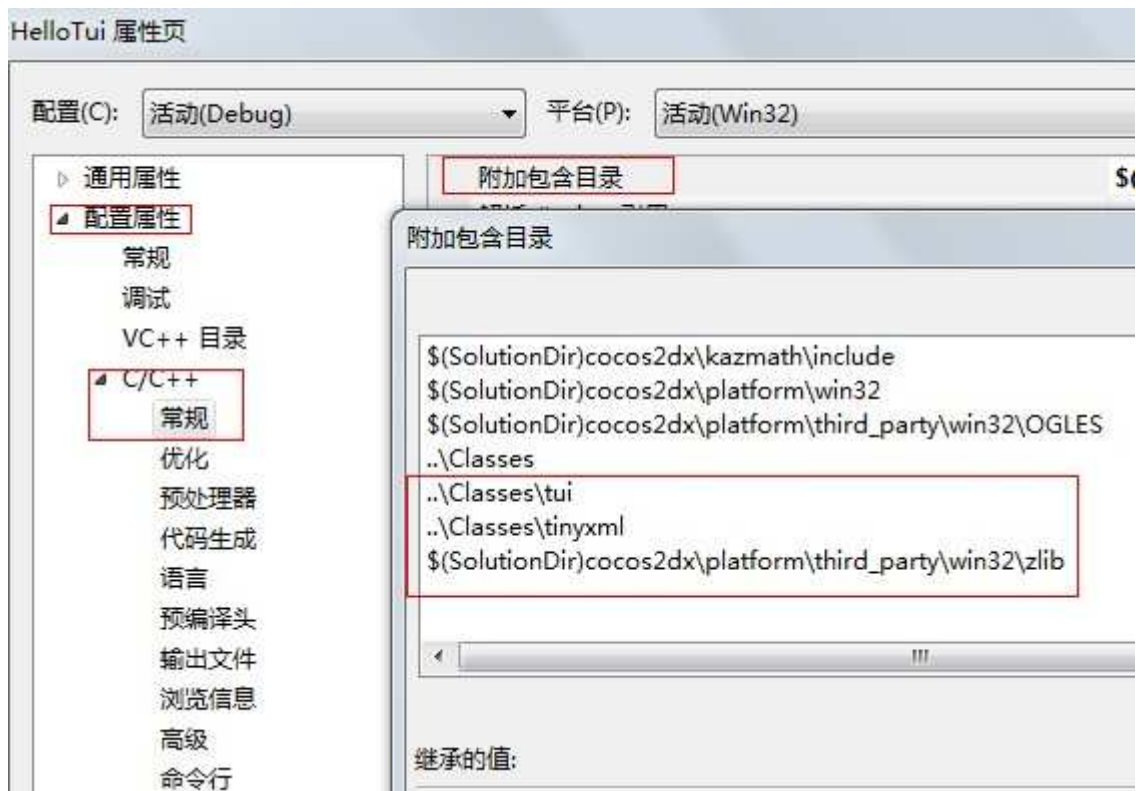 HelloTui 属性页
配置(C): 活动(Debug) 平台(P): 活动(Win32)
通用属性
配置属性
常规
调试
VC++ 目录
C/C++
常规
优化
预处理器
代码生成
语言
预编译头
输出文件
浏览信息
高级
命令行
附加包含目录
附加包含目录
$(SolutionDir)cocos2dx\kazmath\include
$(SolutionDir)cocos2dx\platform\win32
$(SolutionDir)cocos2dx\platform\third_party\win32\OGLES
..\Classes
..\Classes\tui
..\Classes\tinyxml
$(SolutionDir)cocos2dx\platform\third_party\win32\zlib
继承的值: